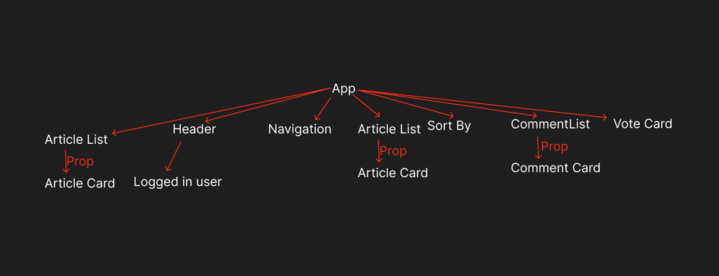 App
Article List
Header
Navigation
Article List
Sort By
CommentList
Vote Card
Prop
Prop
Prop
Article Card
Logged in user
Article Card
Comment Card